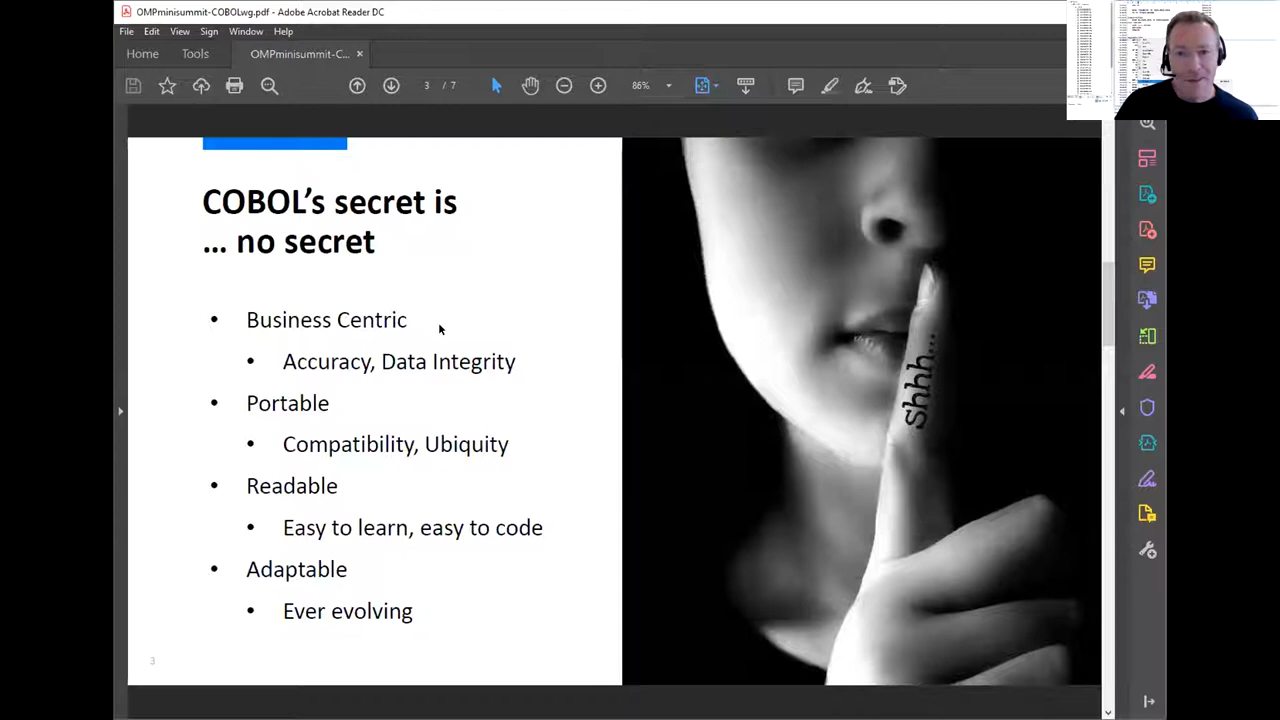 OMPminisummit-COBOLwg.pdf - Adobe Acrobat Reader DC
File Edit View Sign Window Help
Home Tools OMPminisummit-C... ×
86%
COBOL's secret is
... no secret
• Business Centric
• Accuracy, Data Integrity
• Portable
• Compatibility, Ubiquity
• Readable
• Easy to learn, easy to code
• Adaptable
• Ever evolving
3
Shhh...